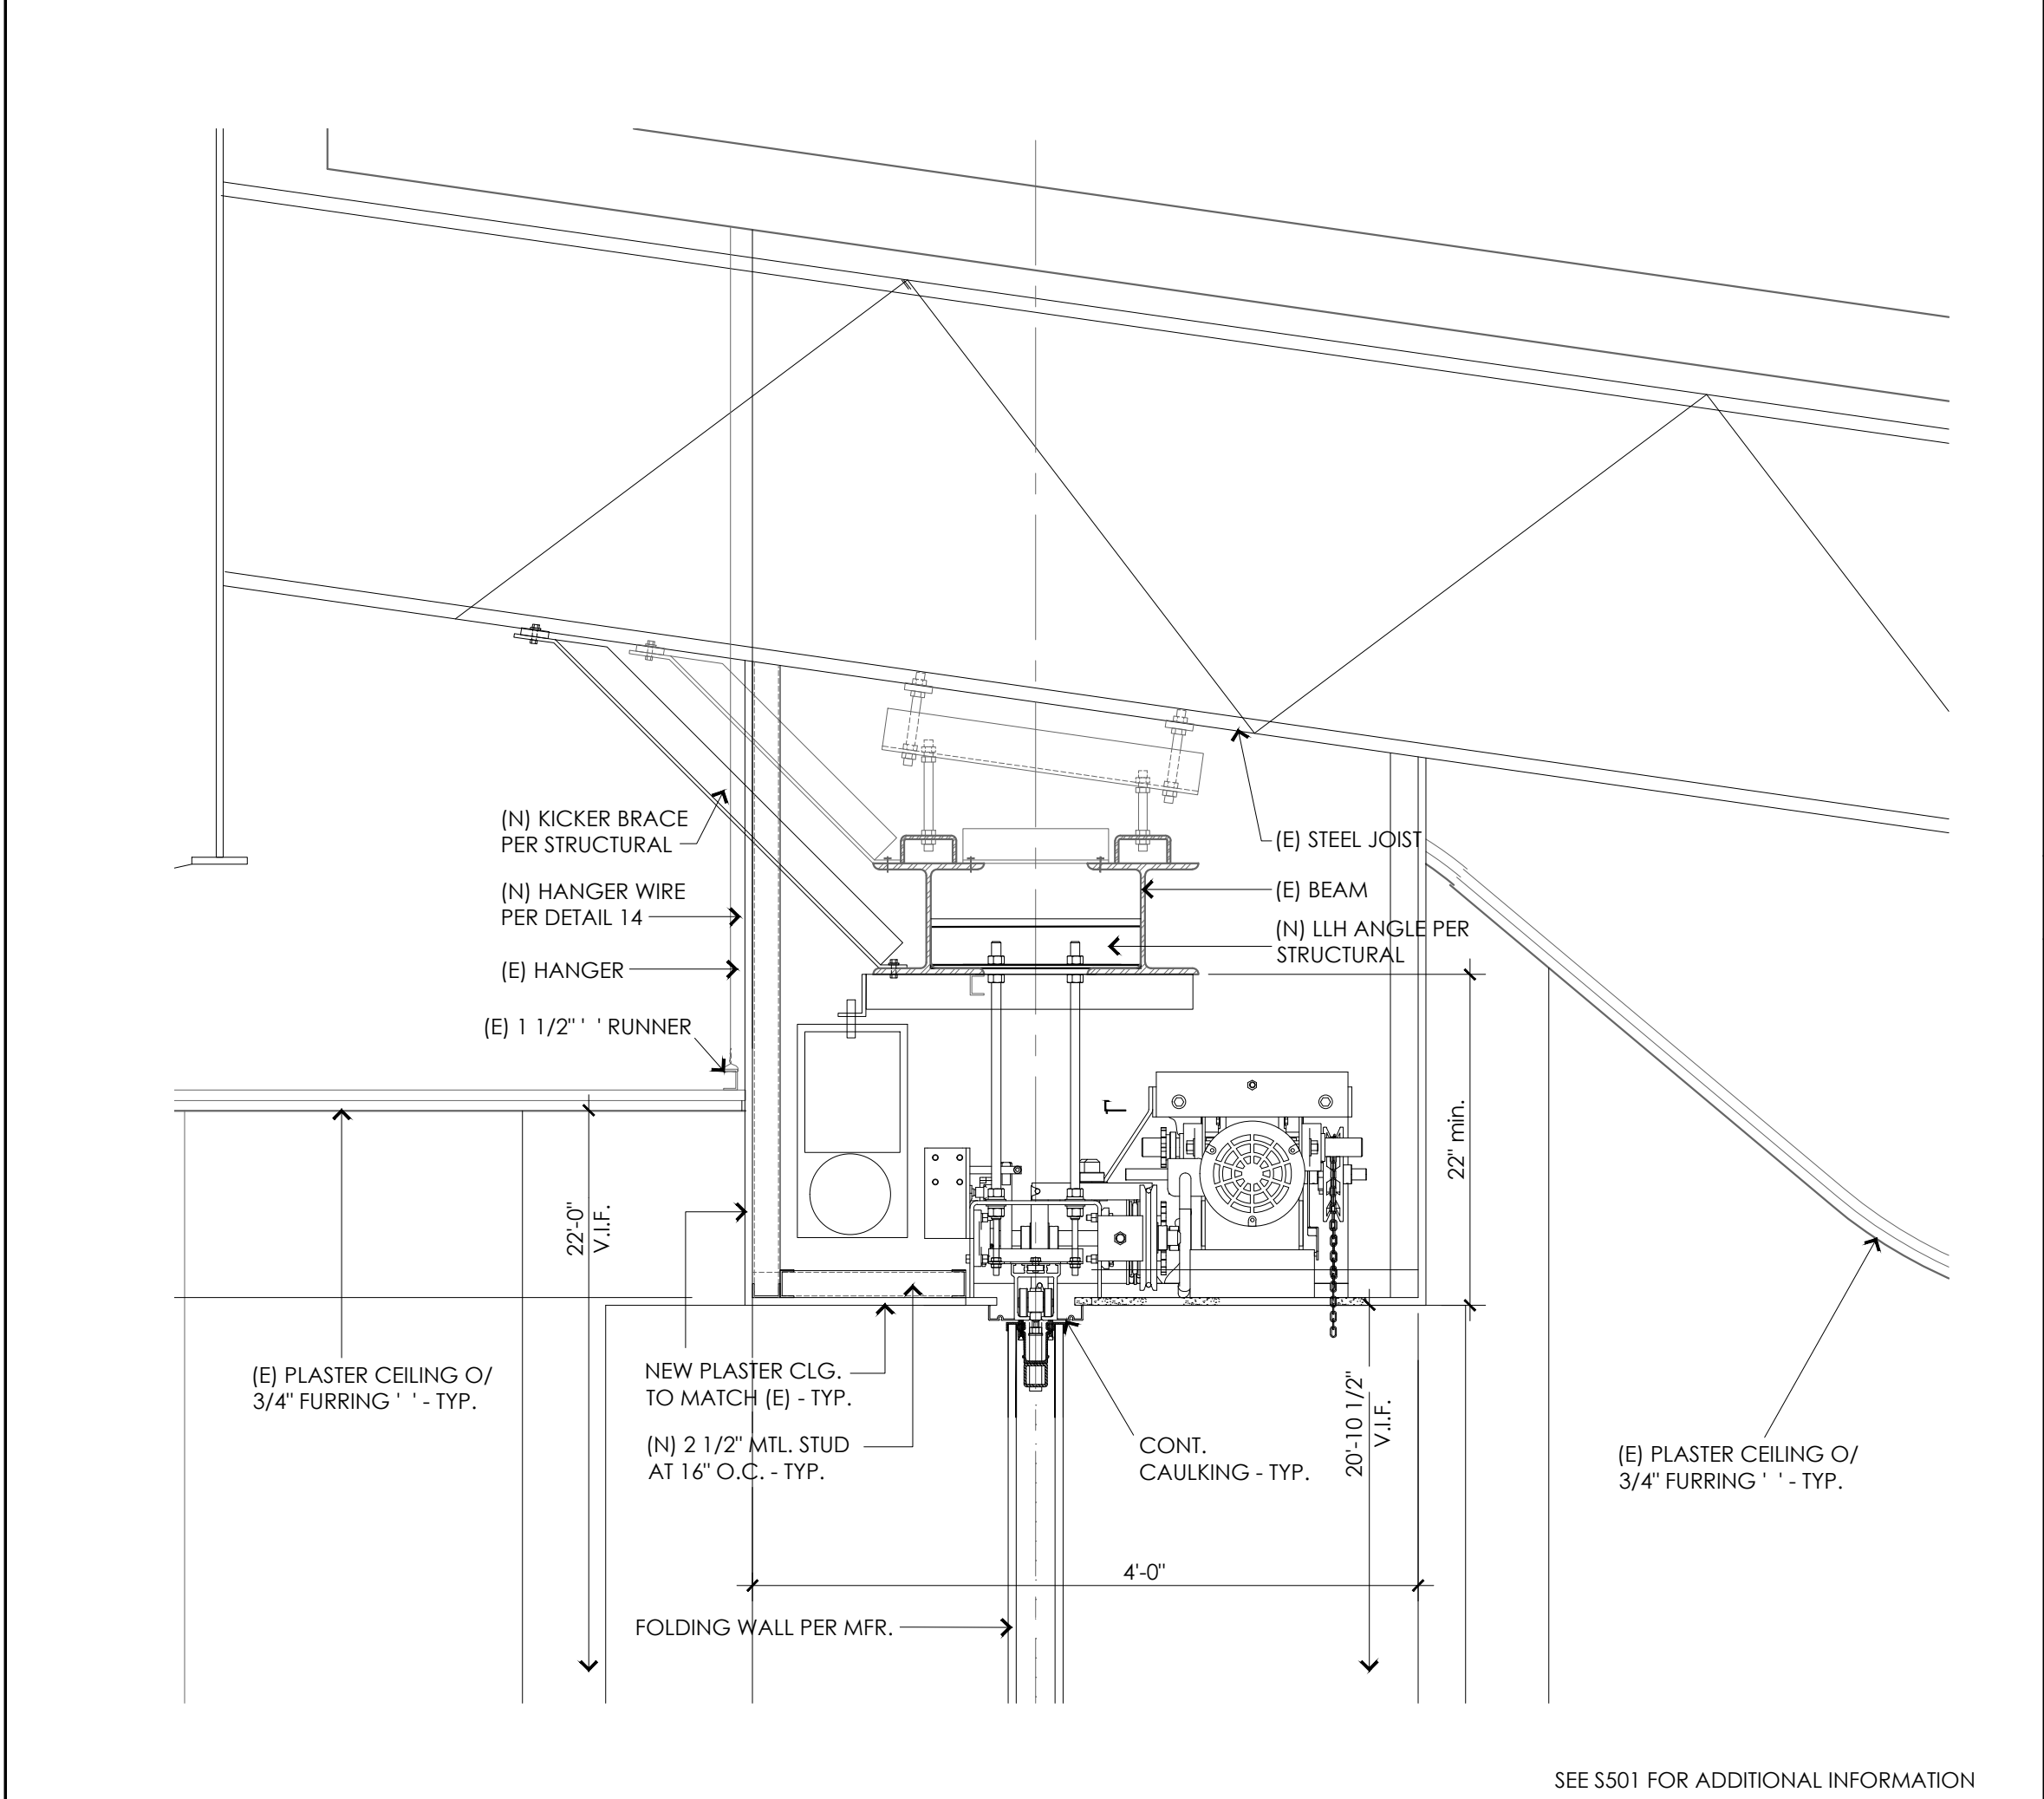 (N) KICKER BRACE
PER STRUCTURAL
(N) HANGER WIRE
PER DETAIL 14
(E) HANGER
(E) 1 1/2" ' ' RUNNER
(E) STEEL JOIST
(E) BEAM
(N) LLH ANGLE PER
STRUCTURAL
22" min.
22'-0"
V.I.F.
(E) PLASTER CEILING O/
3/4" FURRING ' ' - TYP.
NEW PLASTER CLG.
TO MATCH (E) - TYP.
(N) 2 1/2" MTL. STUD
AT 16" O.C. - TYP.
CONT.
CAULKING - TYP.
20'-10 1/2"
V.I.F.
(E) PLASTER CEILING O/
3/4" FURRING ' ' - TYP.
4'-0"
FOLDING WALL PER MFR.
SEE S501 FOR ADDITIONAL INFORMATION